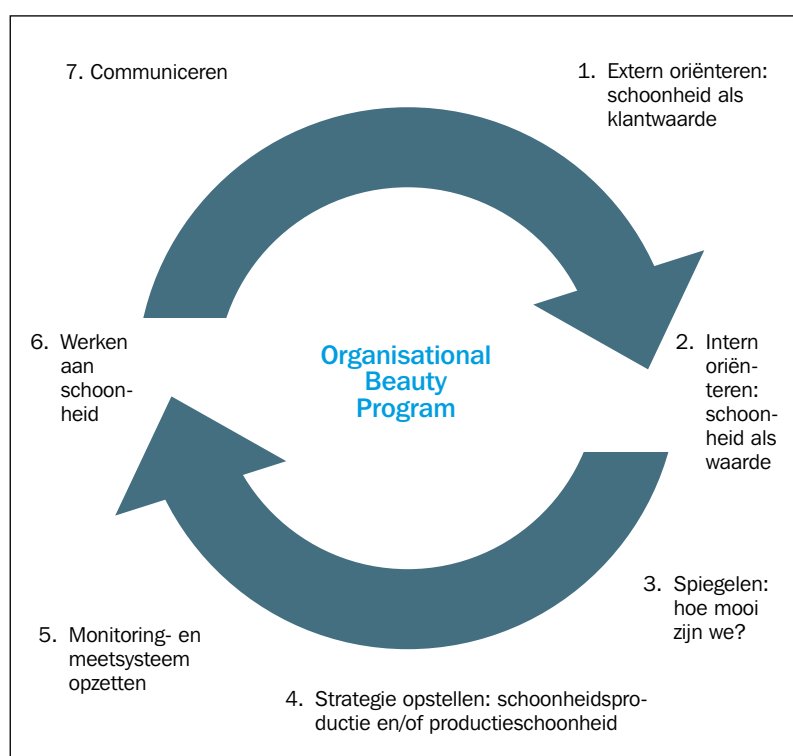 7. Communiceren
1. Extern oriënteren:
schoonheid als
klantwaarde
2. Intern
oriën-
teren:
schoon-
heid als
waarde
3. Spiegelen:
hoe mooi
zijn we?
4. Strategie opstellen: schoonheidspro-
ductie en/of productieschoonheid
5. Monitoring- en
meetsysteem
opzetten
6. Werken
aan
schoon-
heid
Organisational
Beauty
Program